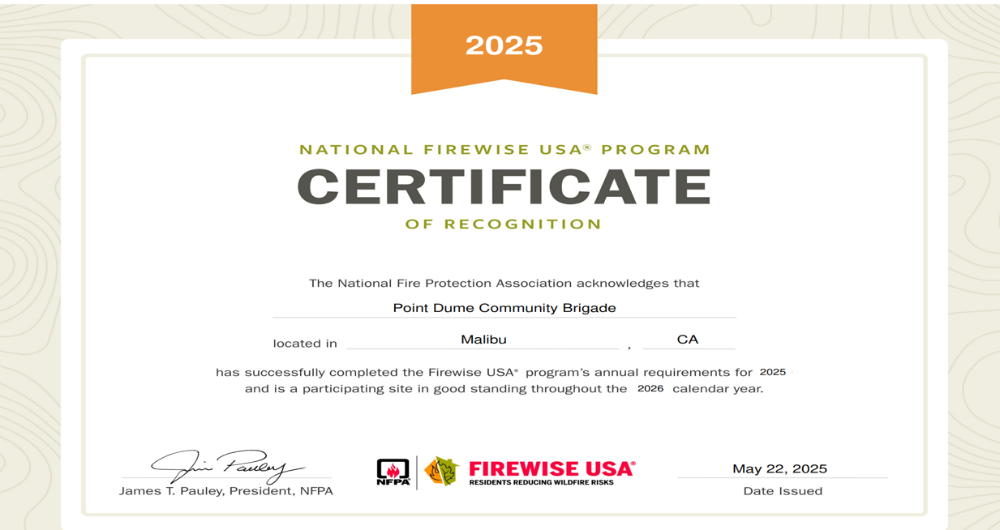 2025
NATIONAL FIREWISE USA® PROGRAM
CERTIFICATE
OF RECOGNITION
The National Fire Protection Association acknowledges that
Point Dume Community Brigade
located in Malibu , CA
has successfully completed the Firewise USA® program's annual requirements for 2025
and is a participating site in good standing throughout the 2026 calendar year.
Jim Pauley
James T. Pauley, President, NFPA
NFPA
FIREWISE USA®
RESIDENTS REDUCING WILDFIRE RISKS
May 22, 2025
Date Issued